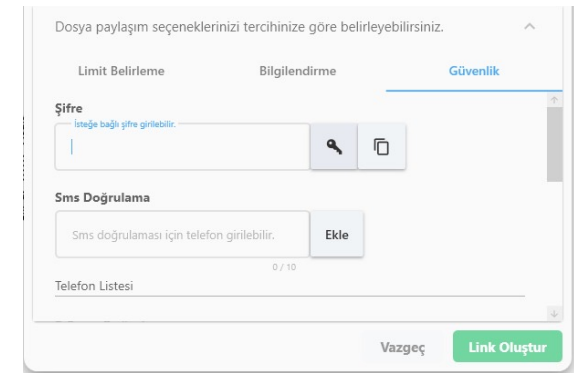 Dosya paylaşım seçeneklerinizi tercihinize göre belirleyebilirsiniz.
Limit Belirleme Bilgilendirme Güvenlik
Şifre
İsteğe bağlı şifre girilebilir.
Sms Doğrulama
Sms doğrulaması için telefon girilebilir. Ekle
0 / 10
Telefon Listesi
Vazgeç Link Oluştur